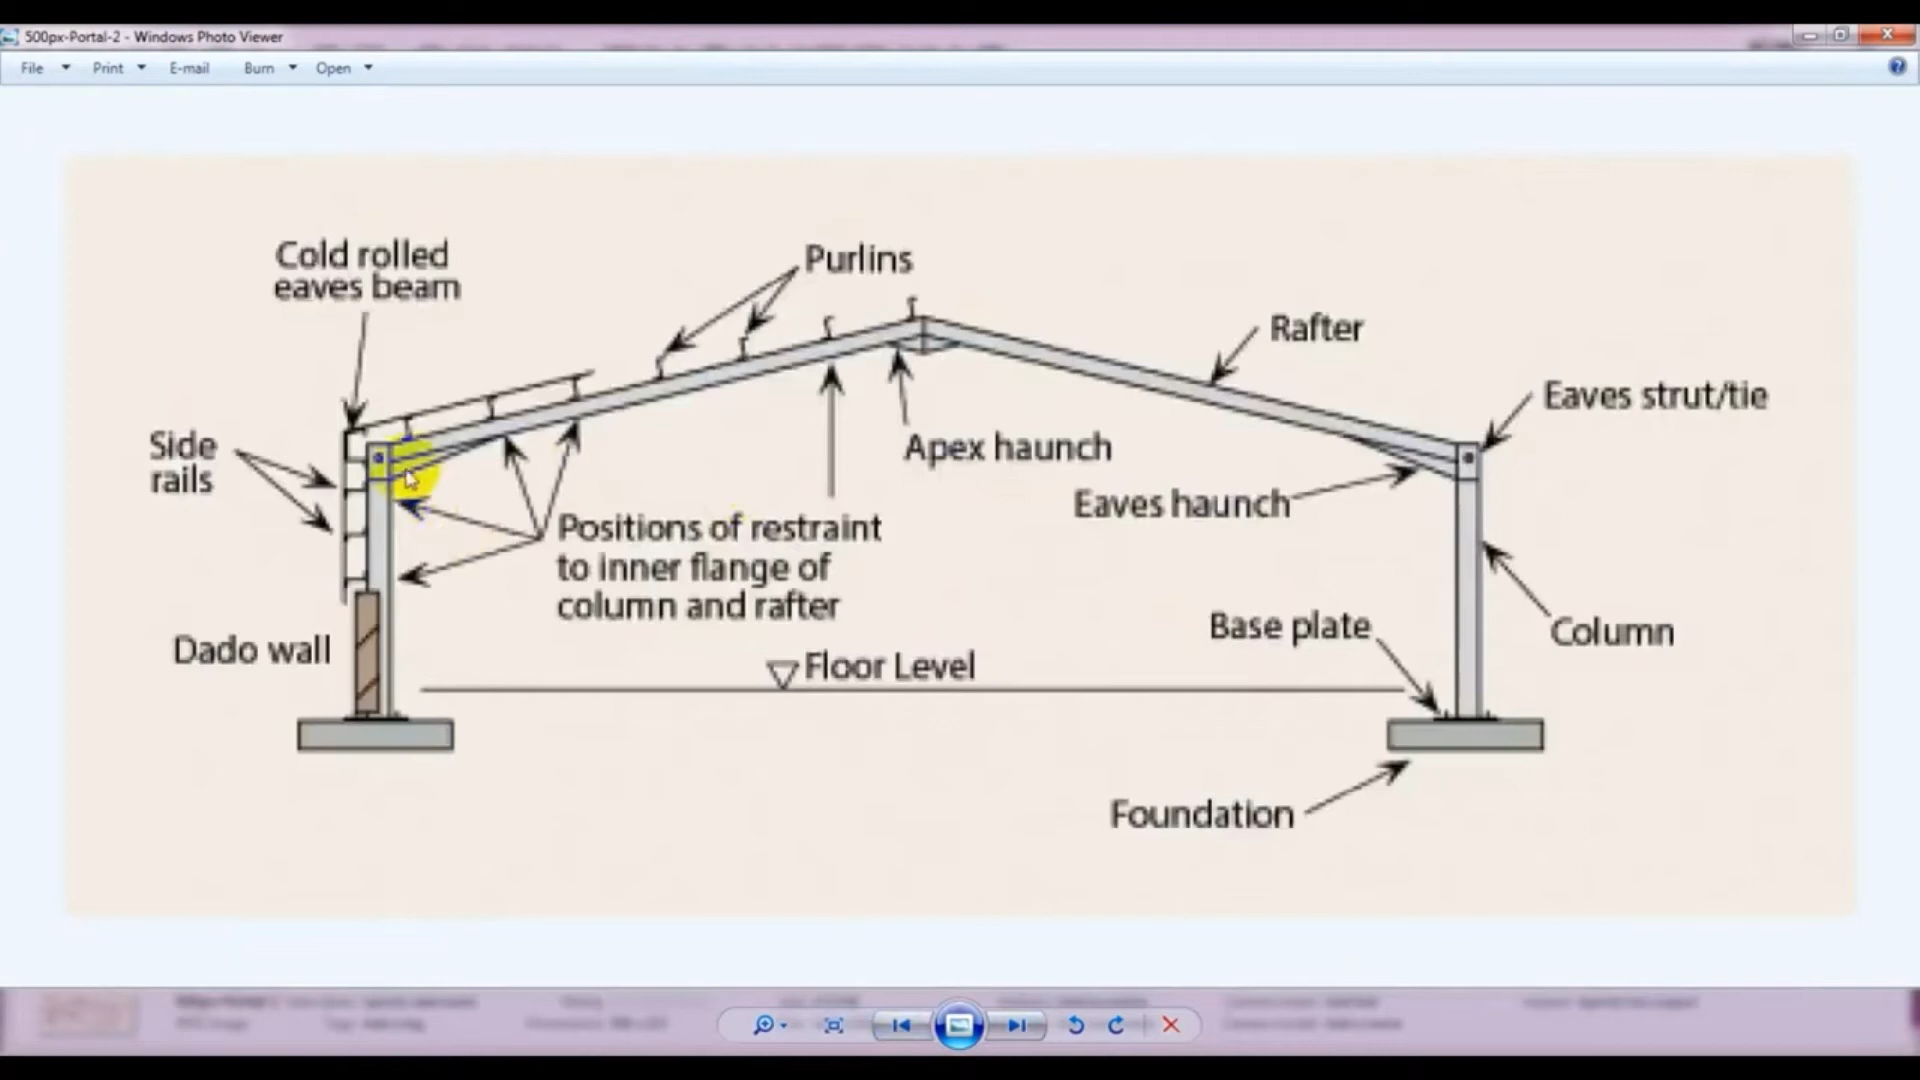 500px-Portal-2 - Windows Photo Viewer
File Print E-mail Burn Open
Cold rolled
eaves beam
Purlins
Rafter
Eaves strut/tie
Side
rails
Apex haunch
Eaves haunch
Positions of restraint
to inner flange of
column and rafter
Base plate
Column
Dado wall
Floor Level
Foundation